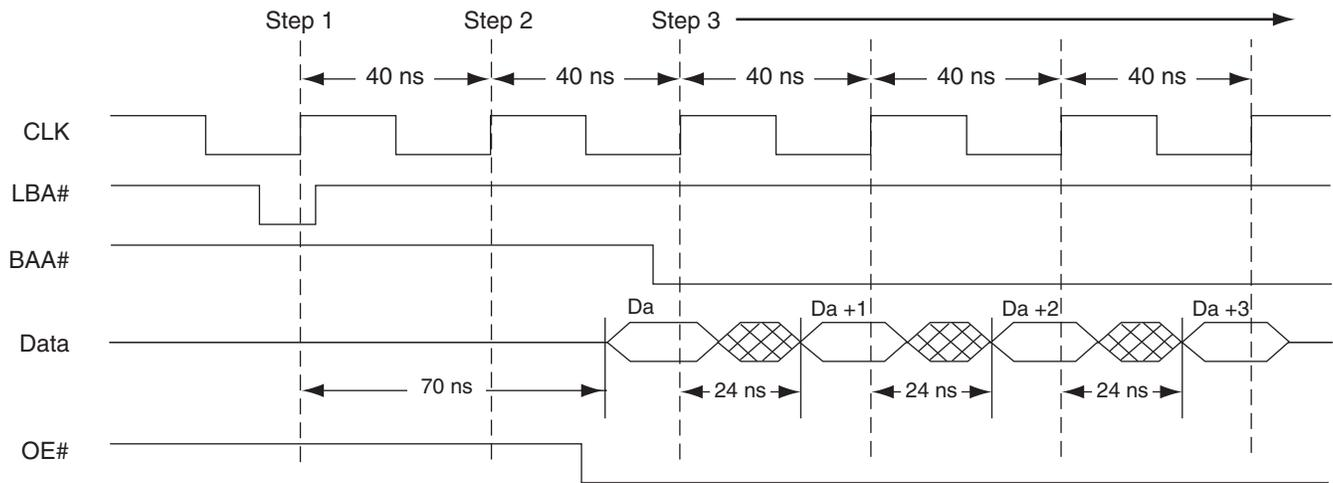 Step 1 Step 2 Step 3
40 ns 40 ns 40 ns 40 ns 40 ns
CLK
LBA#
BAA#
Da Da +1 Da +2 Da +3
Data
70 ns 24 ns 24 ns 24 ns
OE#